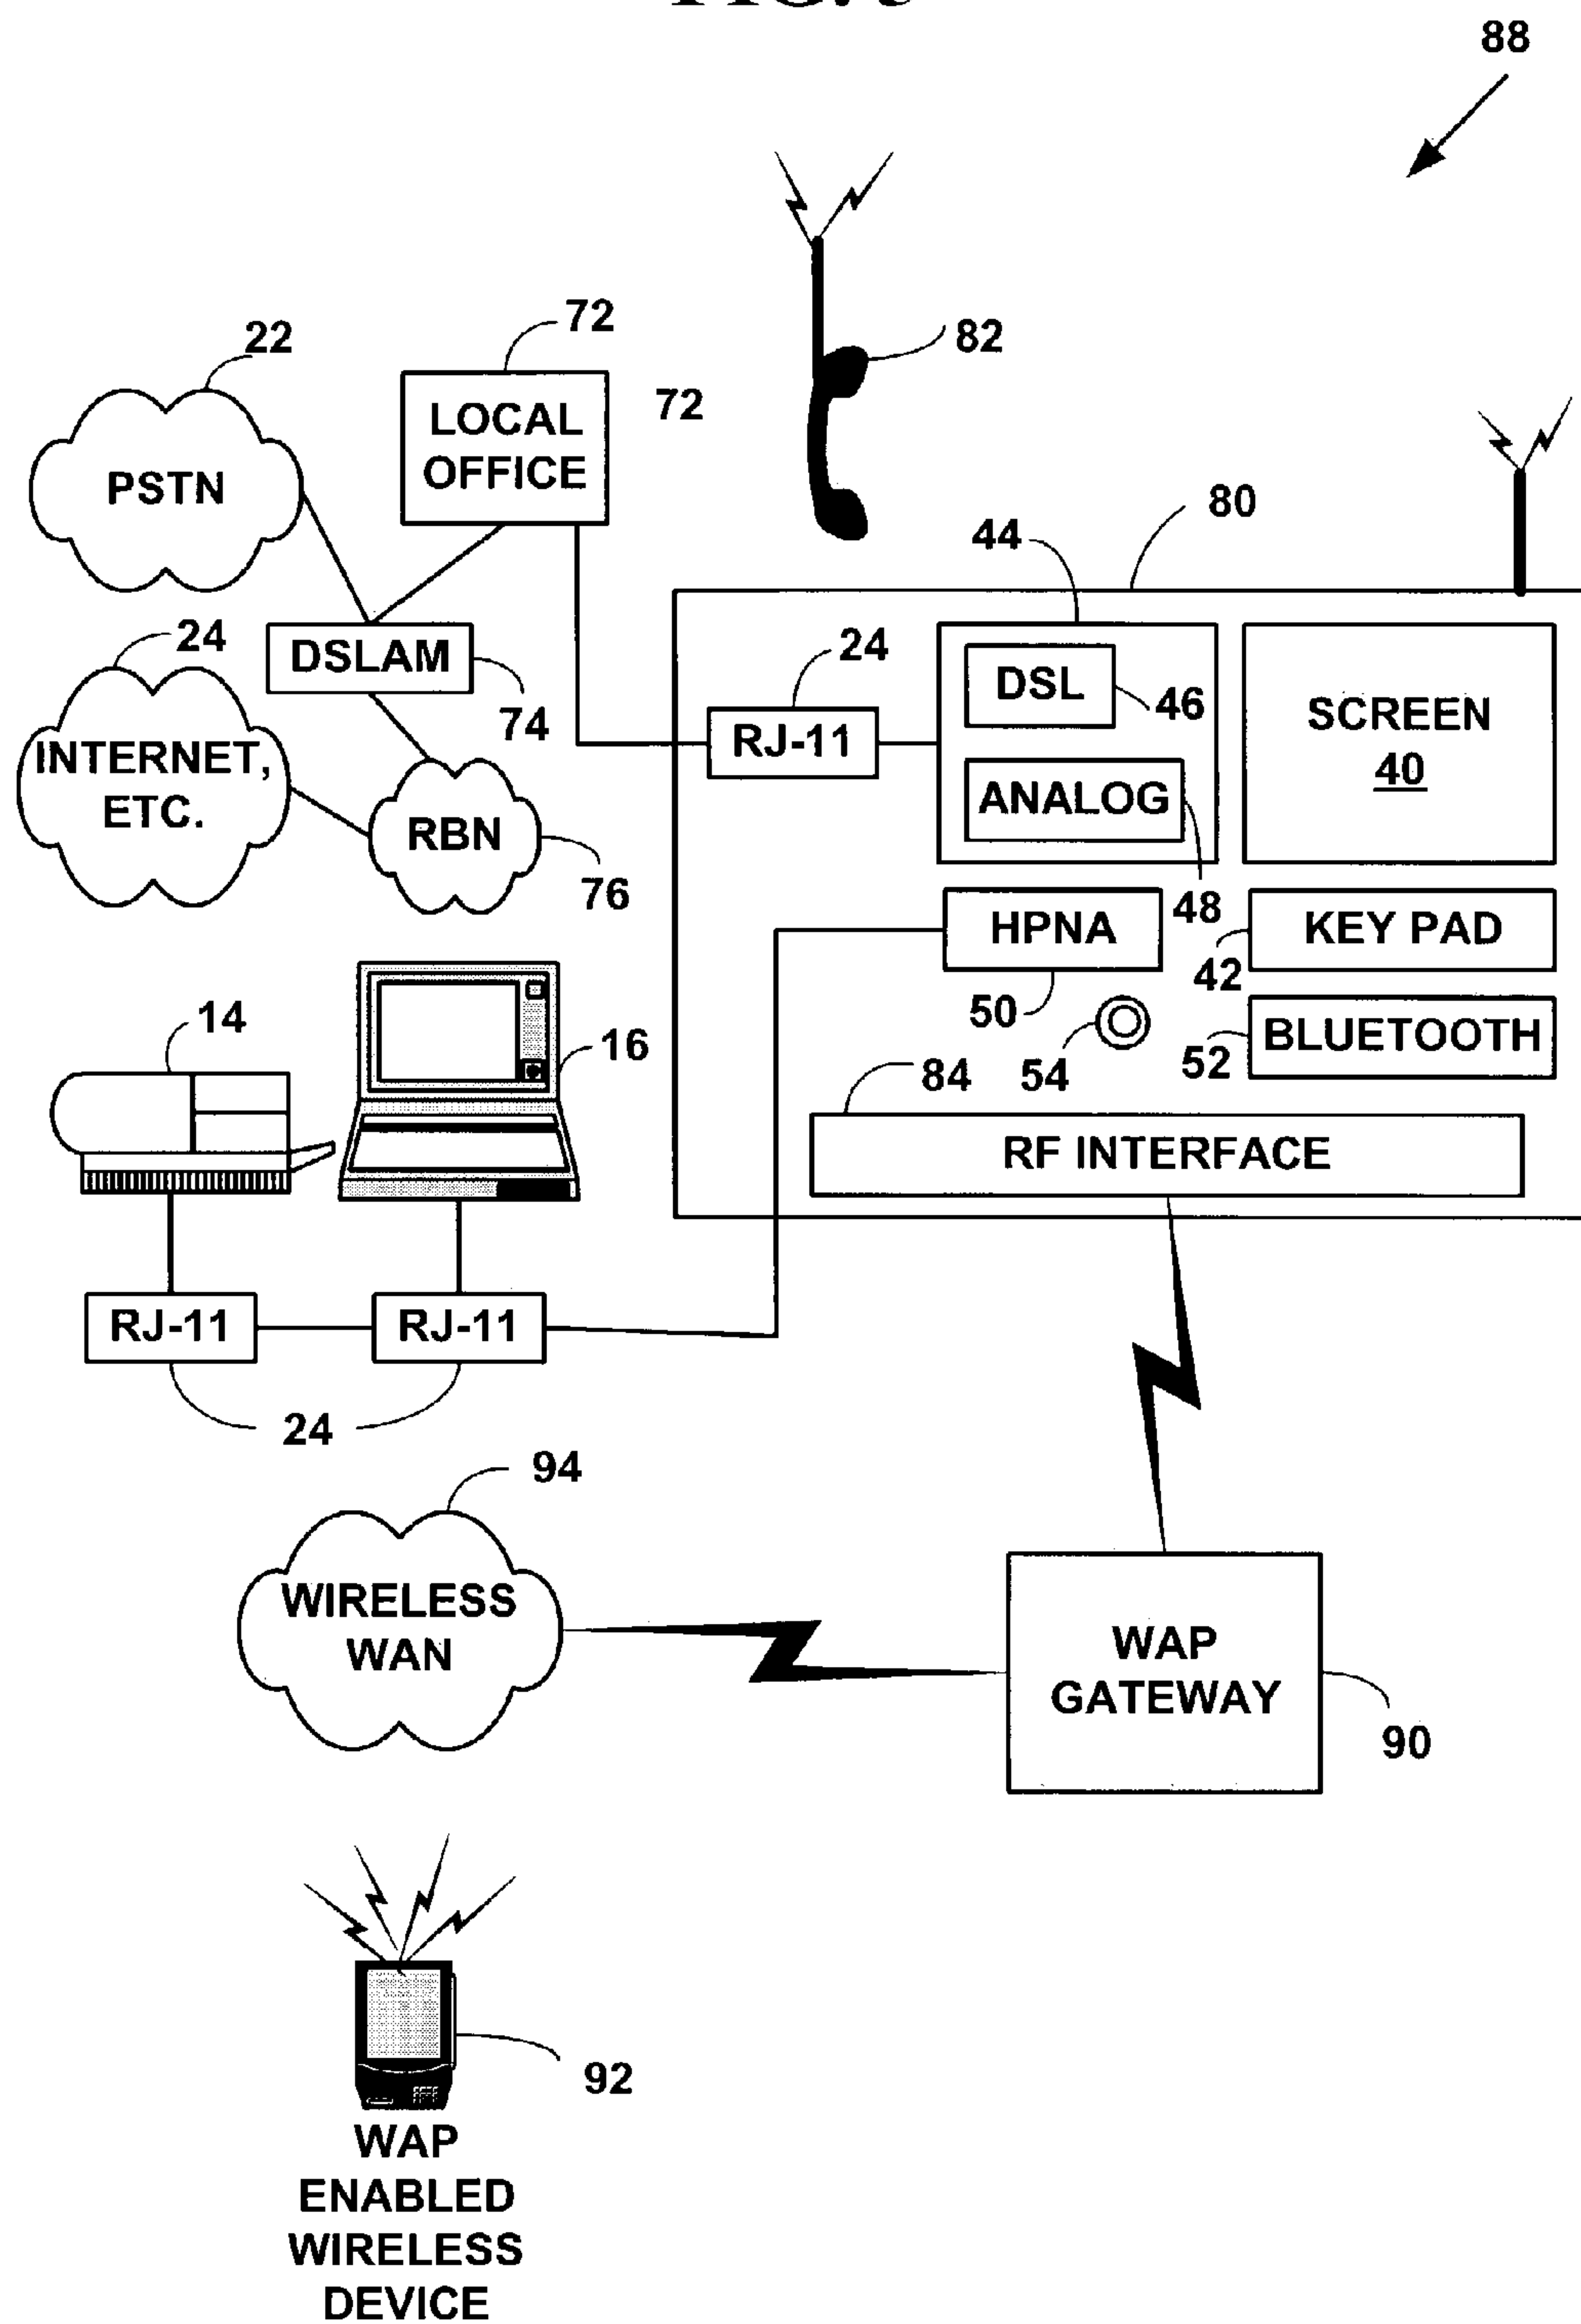 88
22
72
LOCAL
OFFICE
72
82
PSTN
80
44
24
DSLAM
74
24
DSL
46
SCREEN
40
RJ-11
INTERNET,
ETC.
ANALOG
RBN
76
48
HPNA
KEY PAD
42
50
54
BLUETOOTH
52
14
16
84
RF INTERFACE
RJ-11
RJ-11
24
94
WIRELESS
WAN
WAP
GATEWAY
90
92
WAP
ENABLED
WIRELESS
DEVICE